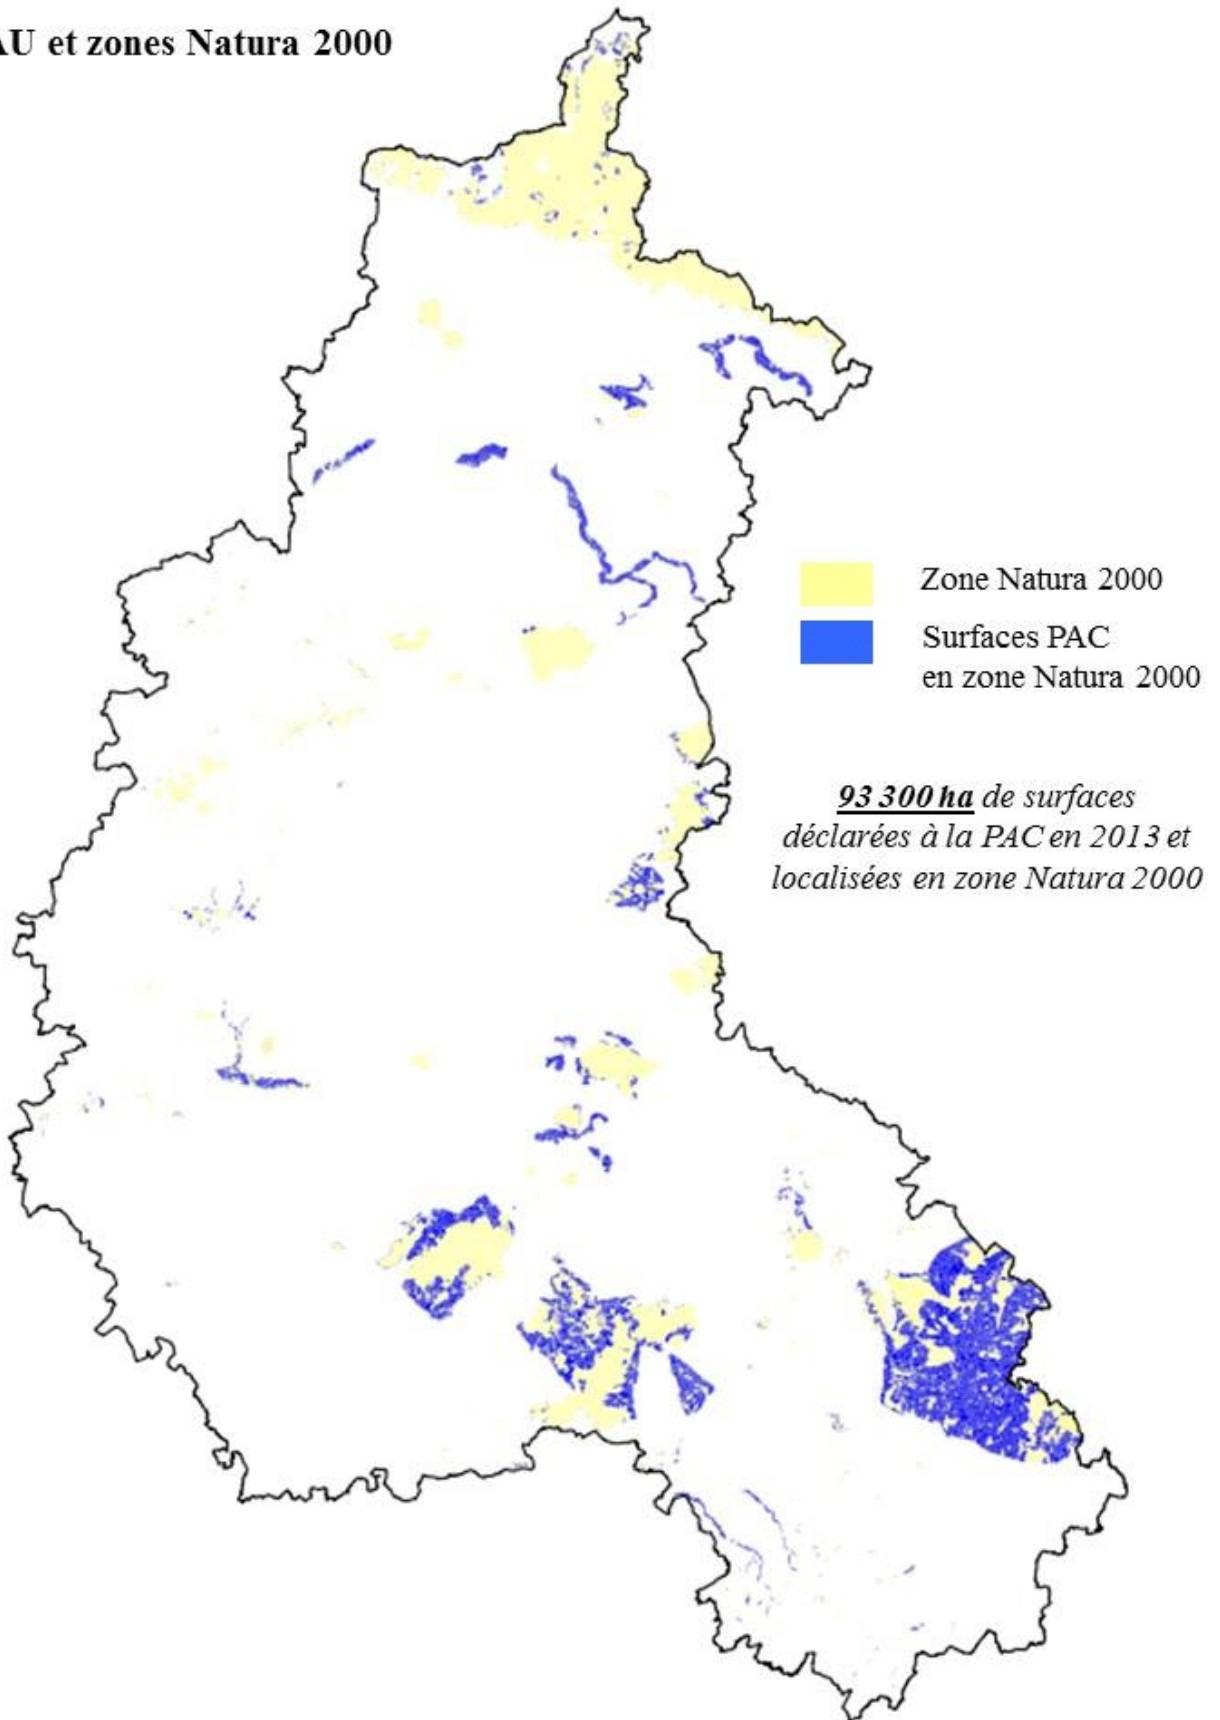 AU et zones Natura 2000
Zone Natura 2000
Surfaces PAC
en zone Natura 2000
93 300 ha de surfaces
déclarées à la PAC en 2013 et
localisées en zone Natura 2000